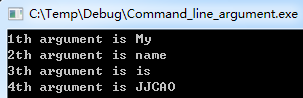 C:\Temp\Debug\Command_line_argument.exe
1th argument is My
2th argument is name
3th argument is is
4th argument is JJCAO